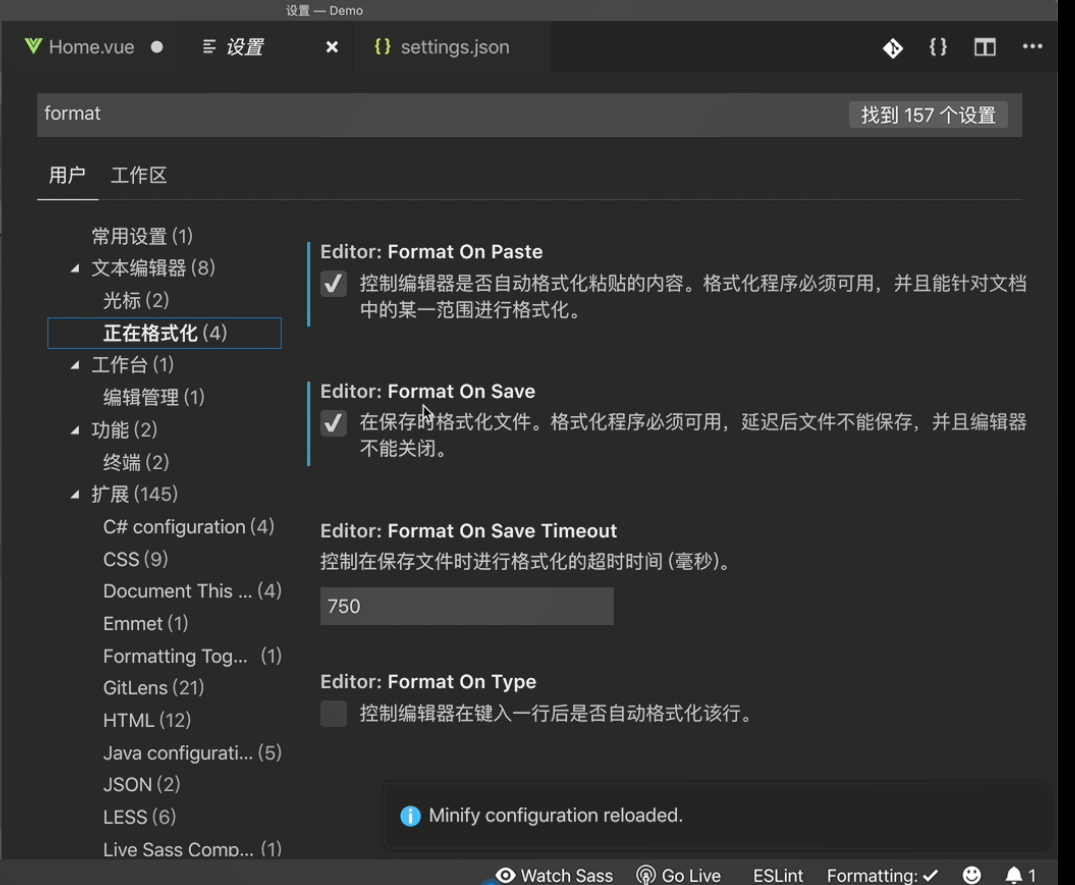 设置 — Demo
Home.vue
设置
settings.json
format
找到 157 个设置
用户
工作区
常用设置 (1)
文本编辑器 (8)
光标 (2)
正在格式化 (4)
工作台 (1)
编辑管理 (1)
功能 (2)
终端 (2)
扩展 (145)
C# configuration (4)
CSS (9)
Document This ... (4)
Emmet (1)
Formatting Tog... (1)
GitLens (21)
HTML (12)
Java configurati... (5)
JSON (2)
LESS (6)
Live Sass Comp... (1)
Editor: Format On Paste
控制编辑器是否自动格式化粘贴的内容。格式化程序必须可用，并且能针对文档
中的某一范围进行格式化。
Editor: Format On Save
在保存时格式化文件。格式化程序必须可用，延迟后文件不能保存，并且编辑器
不能关闭。
Editor: Format On Save Timeout
控制在保存文件时进行格式化的超时时间 (毫秒)。
750
Editor: Format On Type
控制编辑器在键入一行后是否自动格式化该行。
Minify configuration reloaded.
Watch Sass
Go Live
ESLint
Formatting:
1